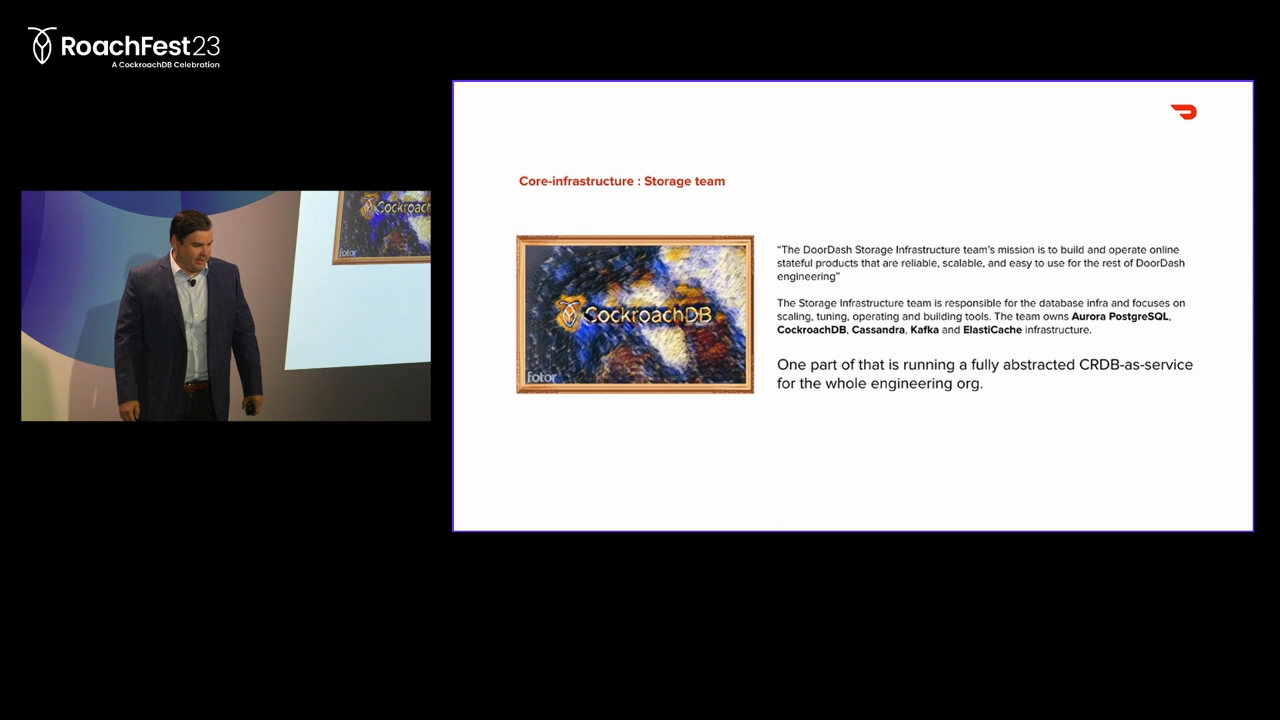 RoachFest23
A CockroachDB Celebration
Core-infrastructure : Storage team
CockroachDB
fotor
CockroachDB
fotor
“The DoorDash Storage Infrastructure team’s mission is to build and operate online
stateful products that are reliable, scalable, and easy to use for the rest of DoorDash
engineering”
The Storage Infrastructure team is responsible for the database infra and focuses on
scaling, tuning, operating and building tools. The team owns Aurora PostgreSQL,
CockroachDB, Cassandra, Kafka and ElastiCache infrastructure.
One part of that is running a fully abstracted CRDB-as-service
for the whole engineering org.